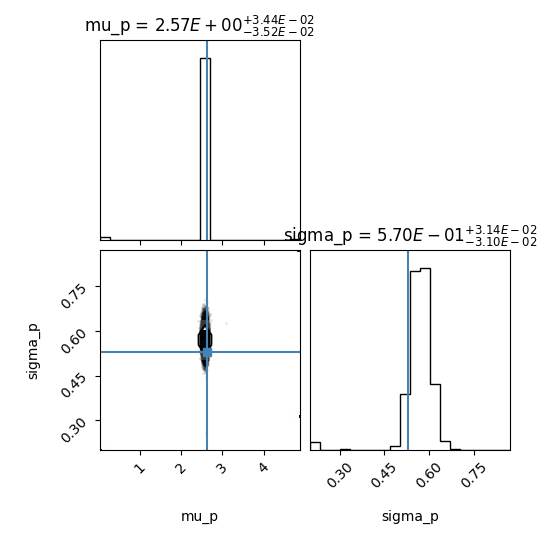 mu_p = 2.57E + 00^{+3.44E − 02}_{−3.52E − 02}
sigma_p = 5.70E − 01^{+3.14E − 02}_{−3.10E − 02}
sigma_p
0.75
0.60
0.45
0.30
1 2 3 4
0.30 0.45 0.60 0.75
mu_p
sigma_p